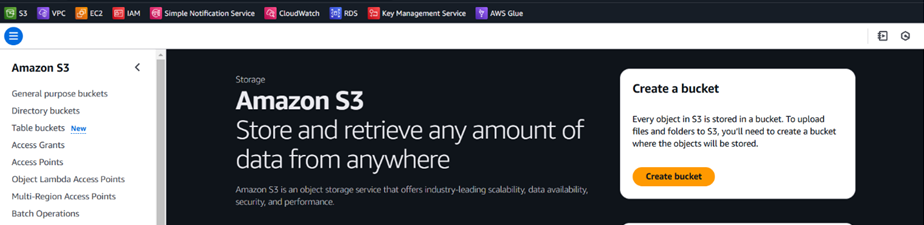 S3 VPC EC2 IAM Simple Notification Service CloudWatch RDS Key Management Service AWS Glue
Amazon S3
General purpose buckets
Directory buckets
Table buckets New
Access Grants
Access Points
Object Lambda Access Points
Multi-Region Access Points
Batch Operations
Storage
Amazon S3
Store and retrieve any amount of
data from anywhere
Amazon S3 is an object storage service that offers industry-leading scalability, data availability,
security, and performance.
Create a bucket
Every object in S3 is stored in a bucket. To upload
files and folders to S3, you'll need to create a bucket
where the objects will be stored.
Create bucket